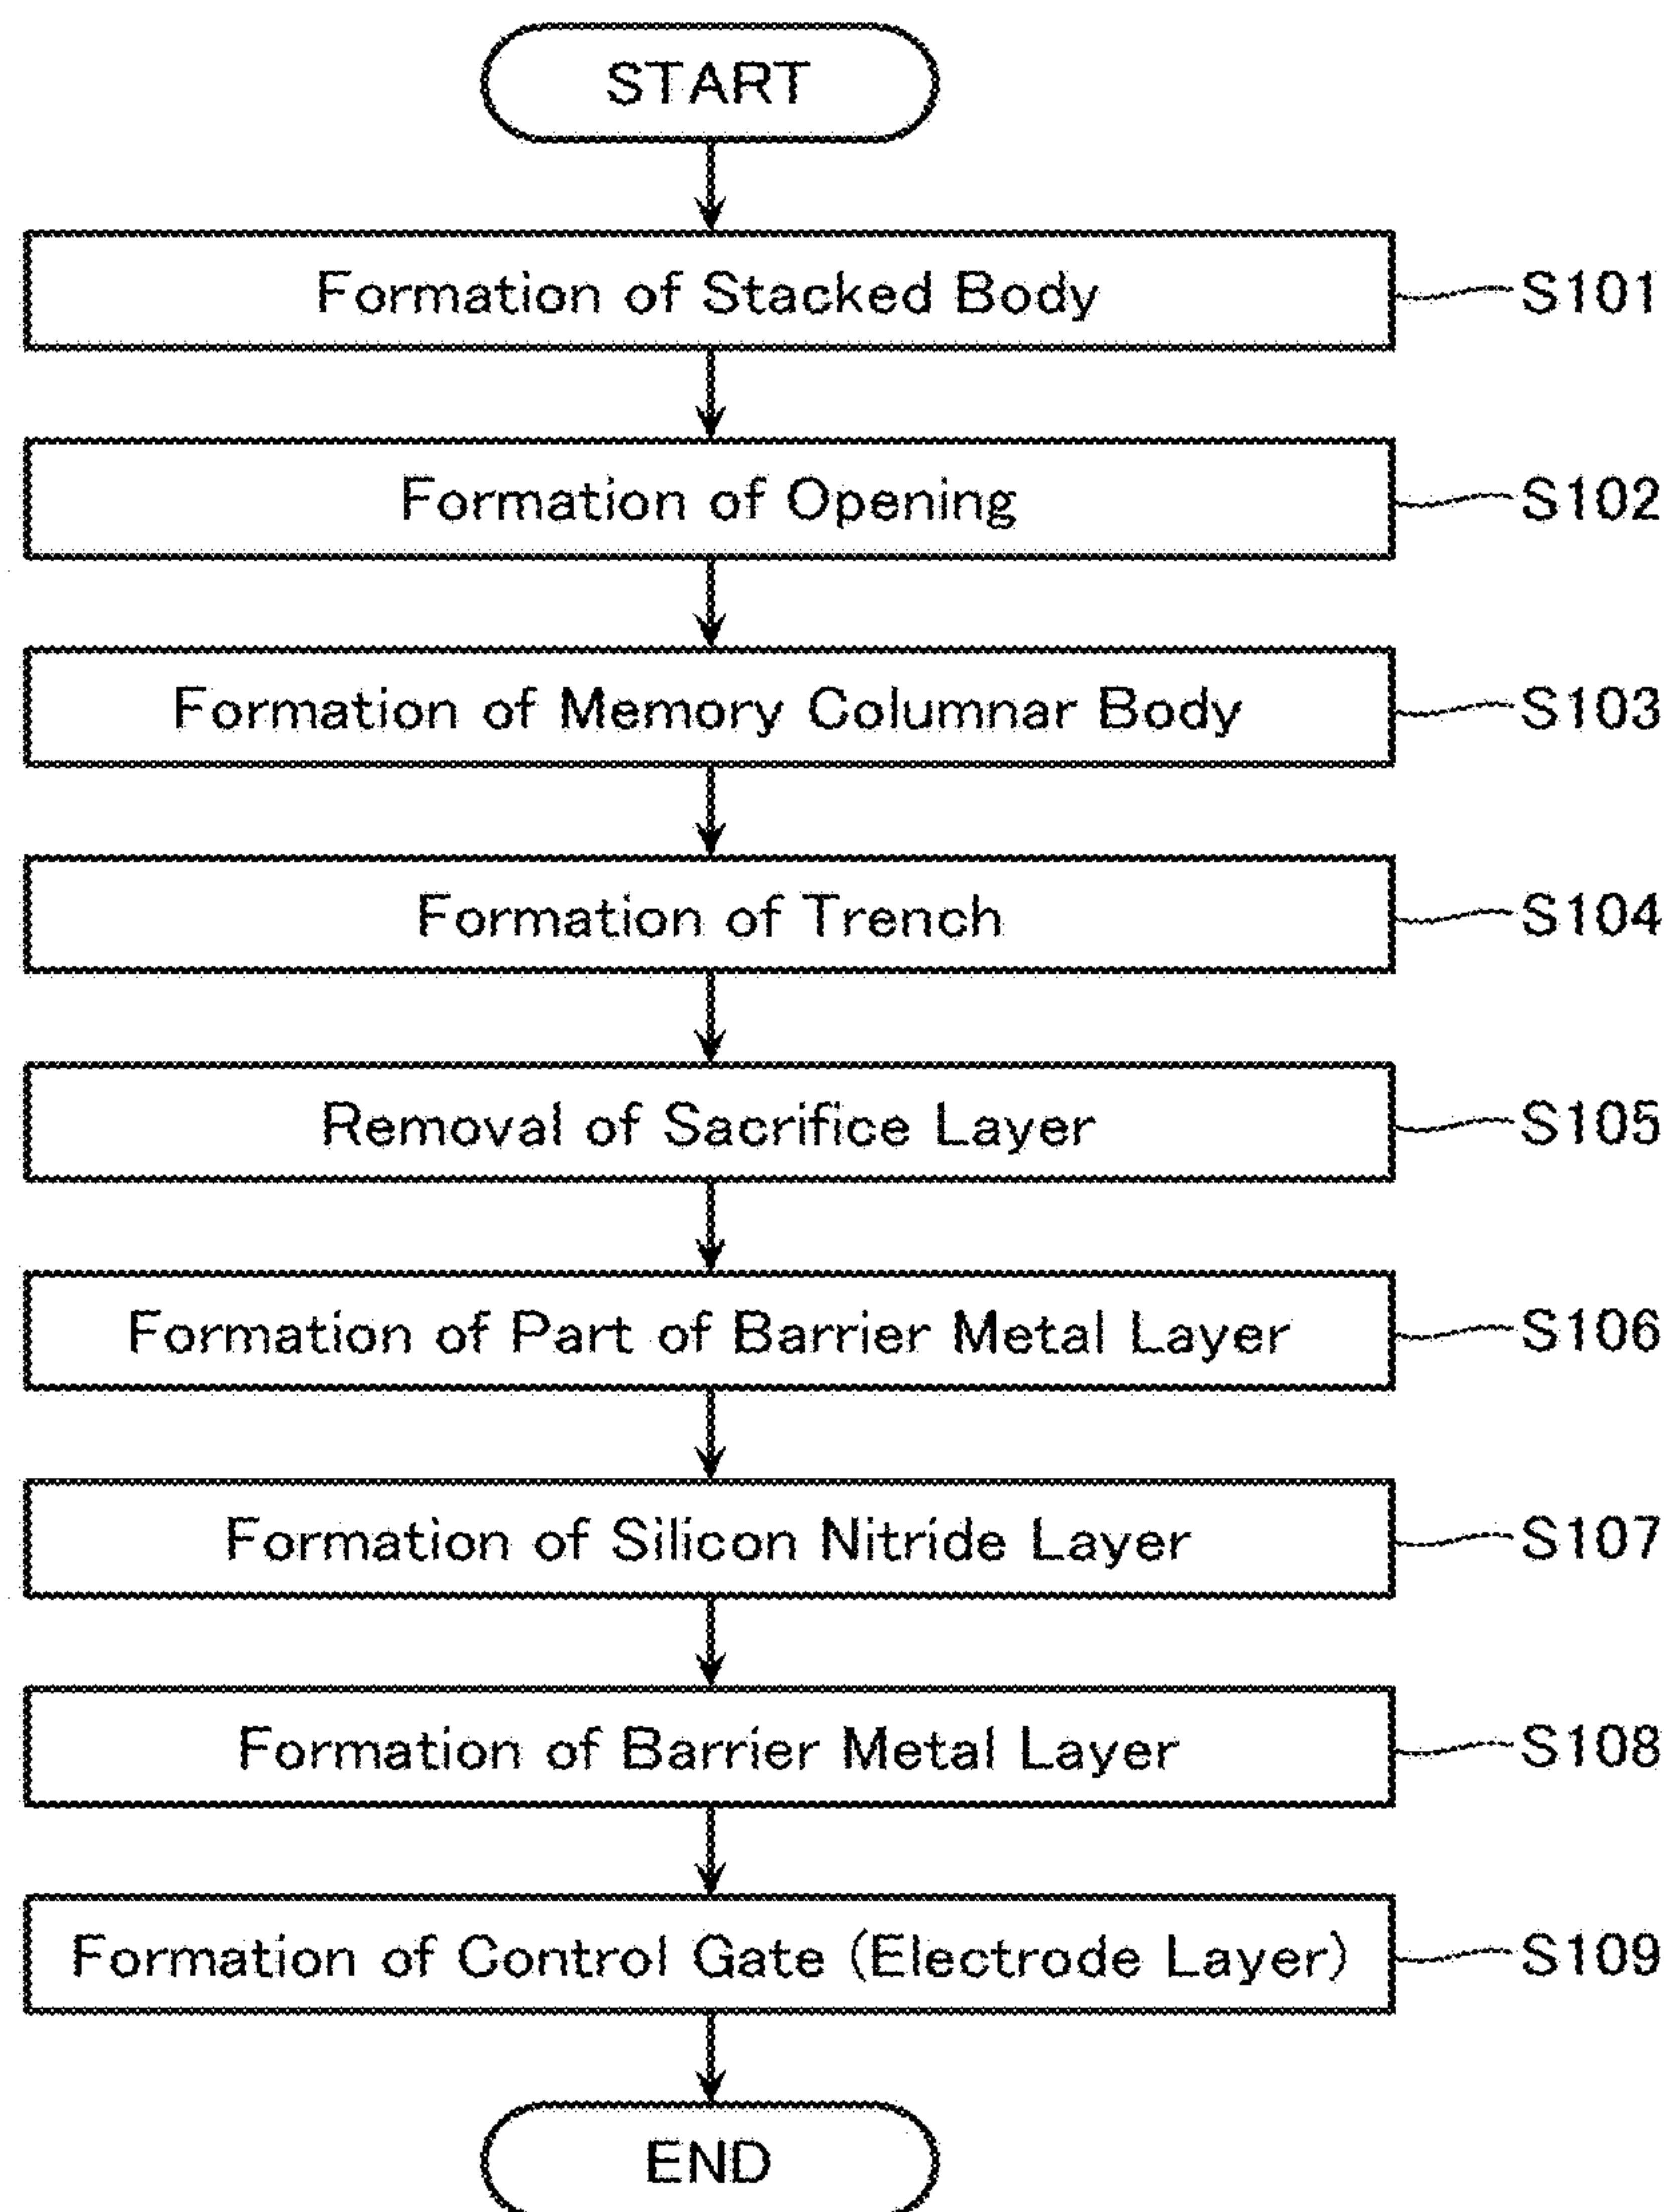 START
Formation of Stacked Body S101
Formation of Opening S102
Formation of Memory Columnar Body S103
Formation of Trench S104
Removal of Sacrifice Layer S105
Formation of Part of Barrier Metal Layer S106
Formation of Silicon Nitride Layer S107
Formation of Barrier Metal Layer S108
Formation of Control Gate (Electrode Layer) S109
END